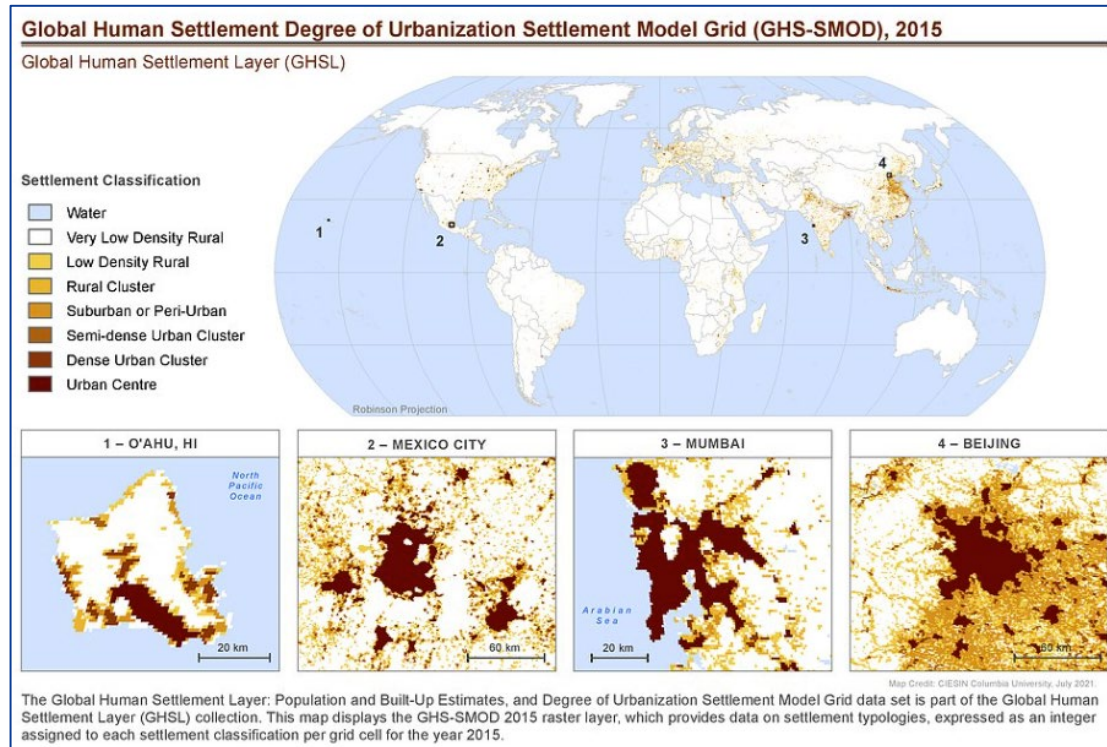 Global Human Settlement Degree of Urbanization Settlement Model Grid (GHS-SMOD), 2015
Global Human Settlement Layer (GHSL)
Settlement Classification
Water
Very Low Density Rural
Low Density Rural
Rural Cluster
Suburban or Peri-Urban
Semi-dense Urban Cluster
Dense Urban Cluster
Urban Centre
1
2
3
4
Robinson Projection
1 – O'AHU, HI
North
Pacific
Ocean
20 km
2 – MEXICO CITY
60 km
3 – MUMBAI
Arabian
Sea
20 km
4 – BEIJING
60 km
Map Credit: CIESIN Columbia University, July 2021.
The Global Human Settlement Layer: Population and Built-Up Estimates, and Degree of Urbanization Settlement Model Grid data set is part of the Global Human
Settlement Layer (GHSL) collection. This map displays the GHS-SMOD 2015 raster layer, which provides data on settlement typologies, expressed as an integer
assigned to each settlement classification per grid cell for the year 2015.